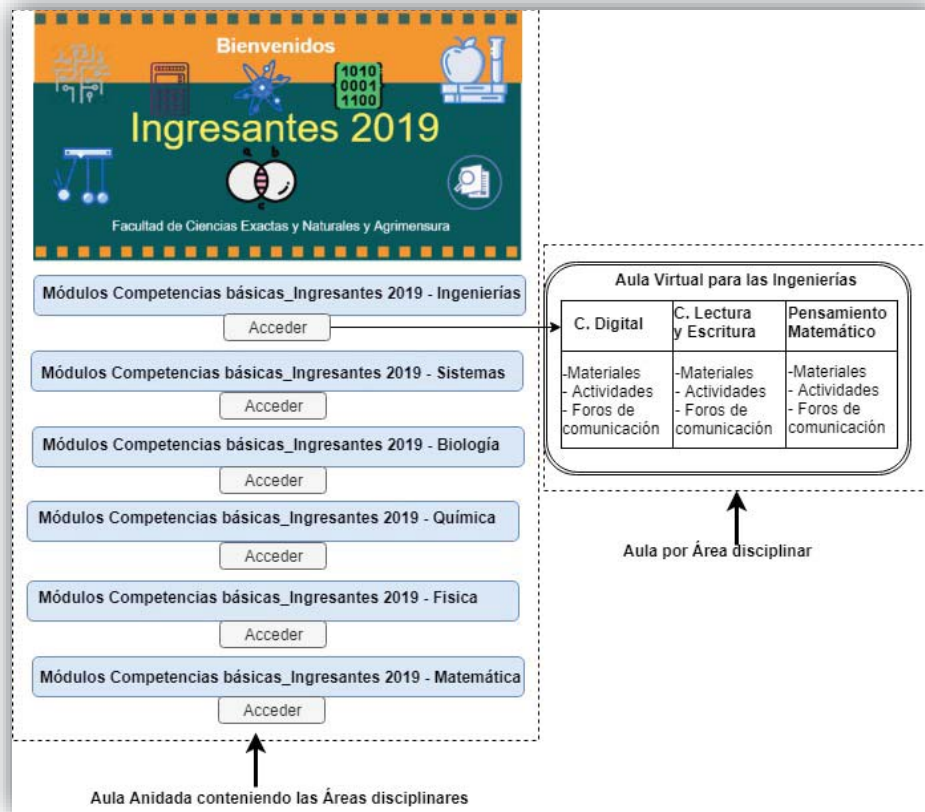 Bienvenidos
1010
0001
1100
Ingresantes 2019
a b
c
Facultad de Ciencias Exactas y Naturales y Agrimensura
Módulos Competencias básicas_Ingresantes 2019 - Ingenierías
Acceder
Módulos Competencias básicas_Ingresantes 2019 - Sistemas
Acceder
Módulos Competencias básicas_Ingresantes 2019 - Biología
Acceder
Módulos Competencias básicas_Ingresantes 2019 - Química
Acceder
Módulos Competencias básicas_Ingresantes 2019 - Fisica
Acceder
Módulos Competencias básicas_Ingresantes 2019 - Matemática
Acceder
Aula Anidada conteniendo las Áreas disciplinares
Aula Virtual para las Ingenierías
C. Digital
C. Lectura
y Escritura
Pensamiento
Matemático
-Materiales
- Actividades
- Foros de
comunicación
-Materiales
- Actividades
- Foros de
comunicación
-Materiales
- Actividades
- Foros de
comunicación
Aula por Área disciplinar